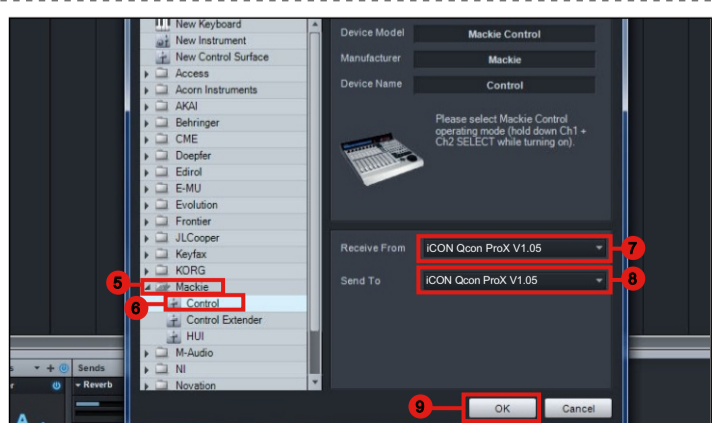 New Keyboard
New Instrument
New Control Surface
Access
Acorn Instruments
AKAI
Behringer
CME
Doepfer
Edirol
E-MU
Evolution
Frontier
JLCooper
Keyfax
KORG
5
Mackie
6
Control
Control Extender
HUI
M-Audio
NI
Novation
Device Model
Mackie Control
Manufacturer
Mackie
Device Name
Control
Please select Mackie Control
operating mode (hold down Ch1 +
Ch2 SELECT while turning on).
Receive From
iCON Qcon ProX V1.05
7
Send To
iCON Qcon ProX V1.05
8
9
OK
Cancel
Sends
Reverb